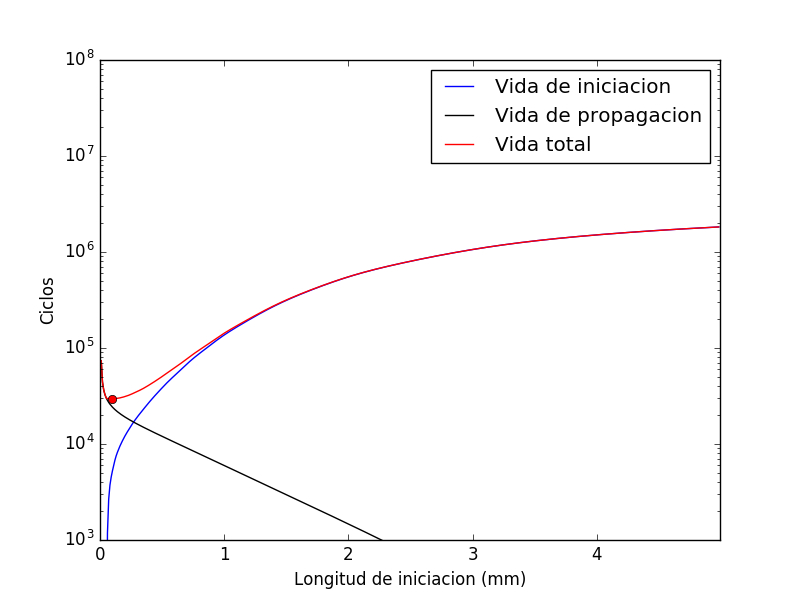 10^8
10^7
10^6
10^5
10^4
10^3
Ciclos
Vida de iniciacion
Vida de propagacion
Vida total
0 1 2 3 4
Longitud de iniciacion (mm)